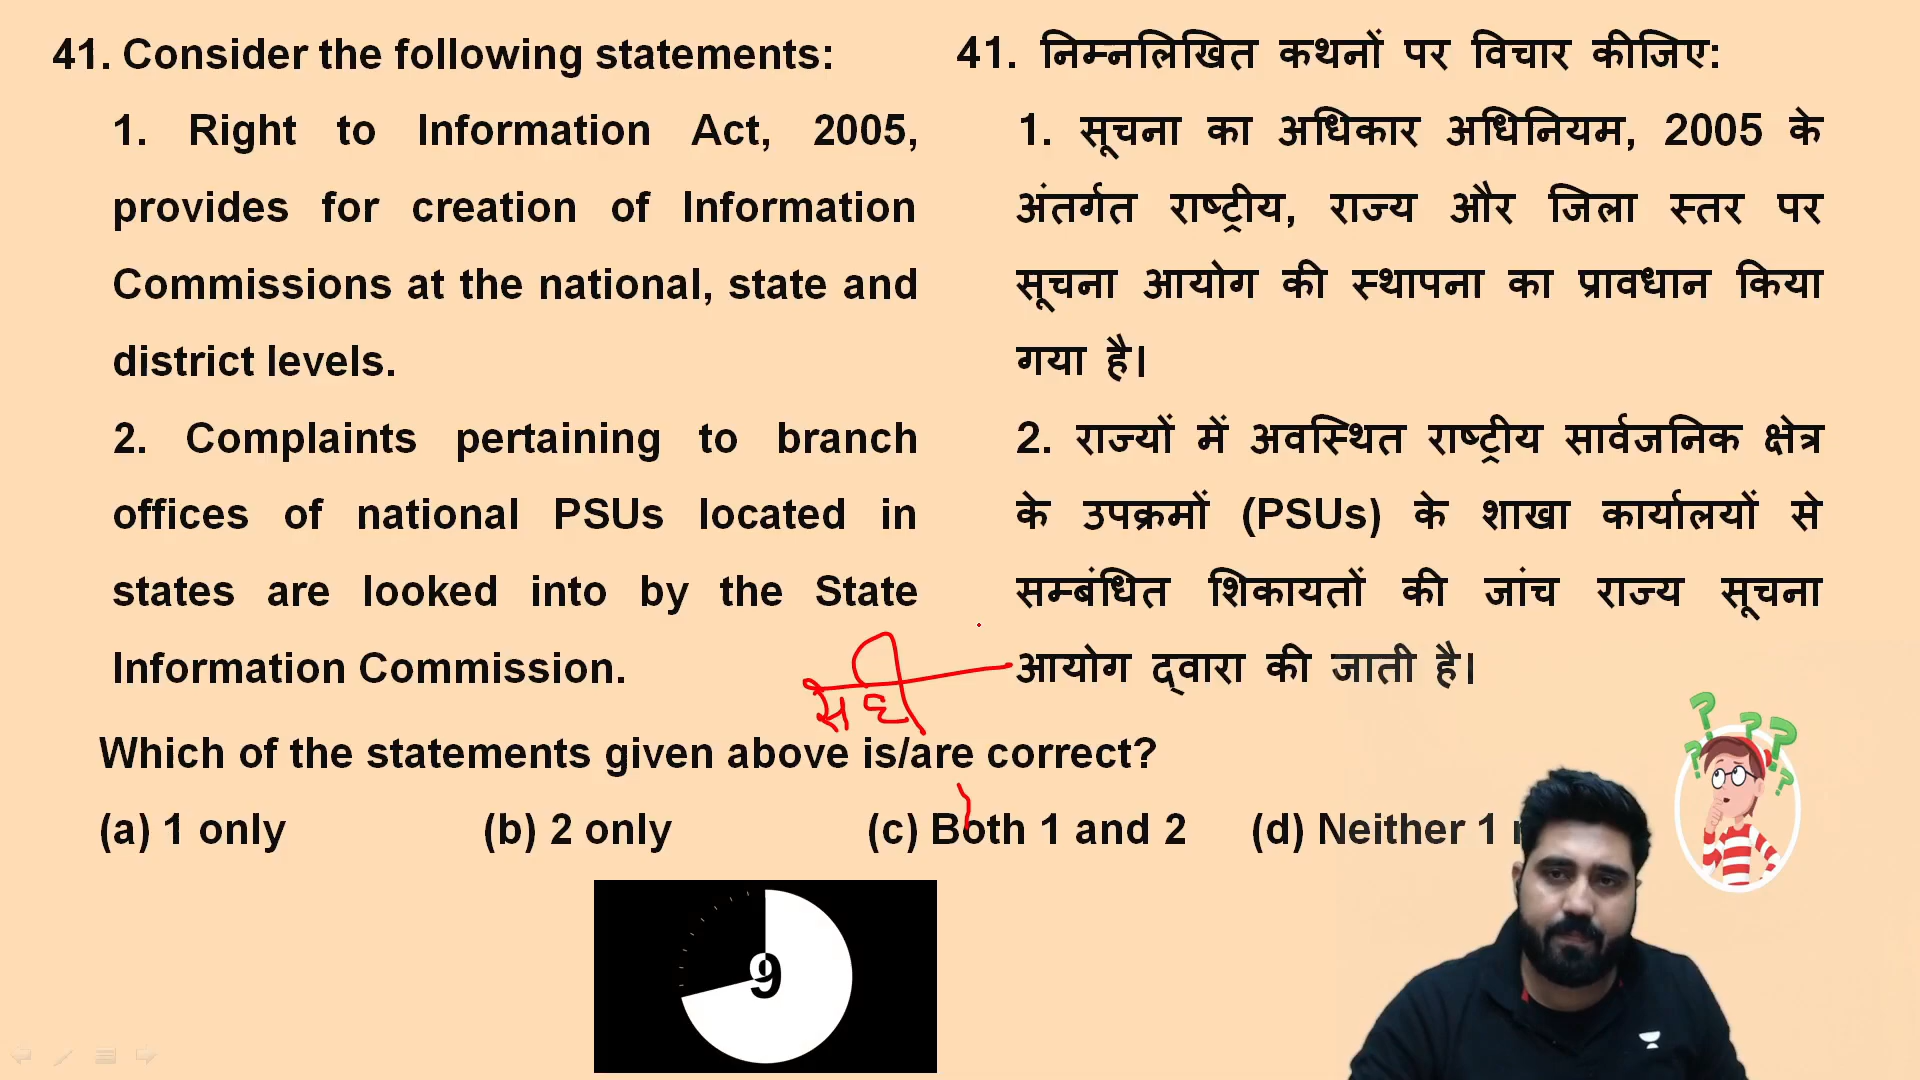 41. Consider the following statements:
1. Right to Information Act, 2005,
provides for creation of Information
Commissions at the national, state and
district levels.
2. Complaints pertaining to branch
offices of national PSUs located in
states are looked into by the State
Information Commission.
41. निम्नलिखित कथनों पर विचार कीजिए:
1. सूचना का अधिकार अधिनियम, 2005 के
अंतर्गत राष्ट्रीय, राज्य और जिला स्तर पर
सूचना आयोग की स्थापना का प्रावधान किया
गया है।
2. राज्यों में अवस्थित राष्ट्रीय सार्वजनिक क्षेत्र
के उपक्रमों (PSUs) के शाखा कार्यालयों से
सम्बंधित शिकायतों की जांच राज्य सूचना
आयोग द्वारा की जाती है।
Which of the statements given above is/are correct?
(a) 1 only (b) 2 only (c) Both 1 and 2 (d) Neither 1
9